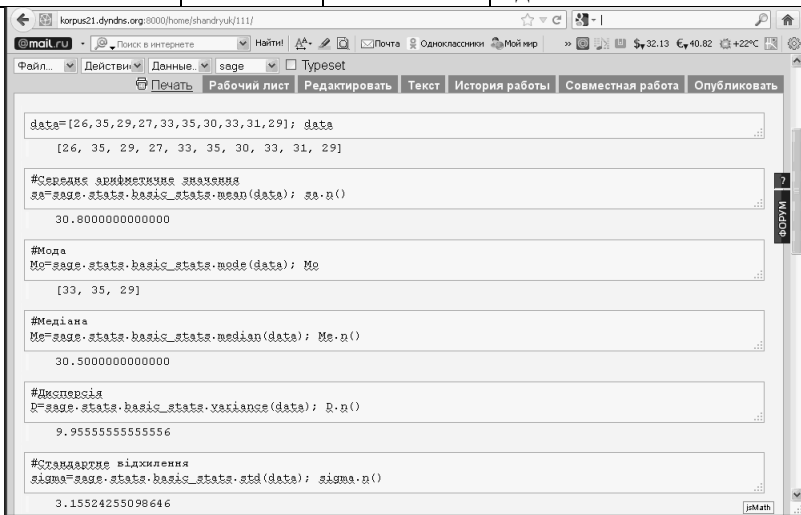 korpus21.dyndns.org:8000/home/shandryuk/111/
@mail.ru Поиск в интернете Найти! Почта Одноклассники Мой мир » $ 32.13 € 40.82 +22°C
Файл... Действи Данные.. sage Typeset
Печать Рабочий лист Редактировать Текст История работы Совместная работа Опубликовать
data=[26,35,29,27,33,35,30,33,31,29]; data
[26, 35, 29, 27, 33, 35, 30, 33, 31, 29]
#Середнє арифметичне значення
sa=sage.stats.basic_stats.mean(data); sa.n()
30.8000000000000
? ФОРУМ
#Мода
Mo=sage.stats.basic_stats.mode(data); Mo
[33, 35, 29]
#Медіана
Me=sage.stats.basic_stats.median(data); Me.n()
30.5000000000000
#Дисперсія
D=sage.stats.basic_stats.variance(data); D.n()
9.95555555555556
#Стандартне відхилення
sigma=sage.stats.basic_stats.std(data); sigma.n()
3.15524255098646
jsMath